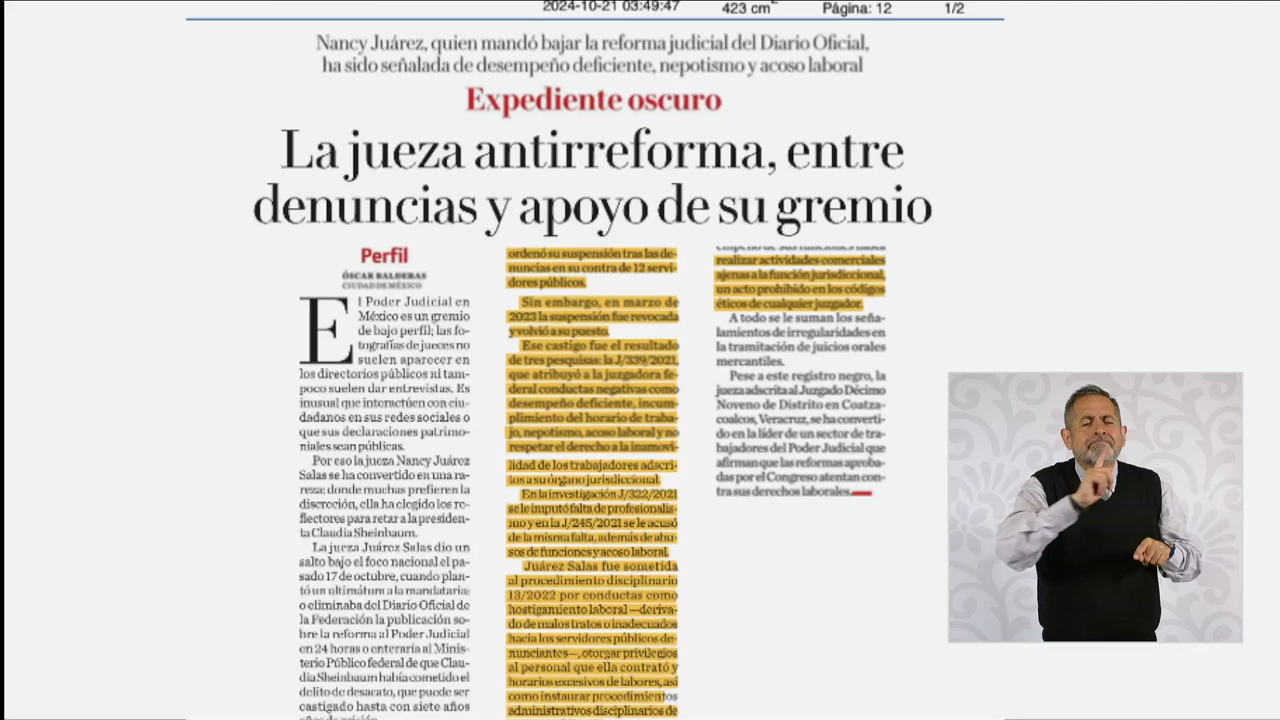 2024-10-21 03:49:47 423 cm² Página: 12 1/2
Nancy Juárez, quien mandó bajar la reforma judicial del Diario Oficial,
ha sido señalada de desempeño deficiente, nepotismo y acoso laboral
Expediente oscuro
La jueza antirreforma, entre
denuncias y apoyo de su gremio
Perfil
ÓSCAR BALDERAS
CIUDAD DE MÉXICO
El Poder Judicial en
México es un gremio
de bajo perfil; las fo-
tografías de jueces no
suelen aparecer en
los directorios públicos ni tam-
poco suelen dar entrevistas. Es
inusual que interactúen con ciu-
dadanos en sus redes sociales o
que sus declaraciones patrimo-
niales sean públicas.
Por eso la jueza Nancy Juárez
Salas se ha convertido en una ra-
reza: donde muchas prefieren la
discreción, ella ha elegido los re-
flectores para retar a la presiden-
ta Claudia Sheinbaum.
La jueza Juárez Salas dio un
salto bajo el foco nacional el pa-
sado 17 de octubre, cuando plan-
tó un ultimátum a la mandataria:
o eliminaba del Diario Oficial de
la Federación la publicación so-
bre la reforma al Poder Judicial
en 24 horas o enteraría al Minis-
terio Público federal de que Clau-
dia Sheinbaum había cometido el
delito de desacato, que puede ser
castigado hasta con siete años
años de prisión.
ordenó su suspensión tras las de-
nuncias en su contra de 12 servi-
dores públicos.
Sin embargo, en marzo de
2023 la suspensión fue revocada
y volvió a su puesto.
Ese castigo fue el resultado
de tres pesquisas: la J/339/2021,
que atribuyó a la juzgadora fe-
deral conductas negativas como
desempeño deficiente, incum-
plimiento del horario de traba-
jo, nepotismo, acoso laboral y no
respetar el derecho a la inamovi-
lidad de los trabajadores adscri-
tos a su órgano jurisdiccional.
En la investigación J/322/2021
se le imputó falta de profesionalis-
mo y en la J/245/2021 se le acusó
de la misma falta, además de abu-
sos de funciones y acoso laboral.
Juárez Salas fue sometida
al procedimiento disciplinario
13/2022 por conductas como
hostigamiento laboral —deriva-
do de malos tratos o inadecuados
hacia los servidores públicos de-
nunciantes—, otorgar privilegios
al personal que ella contrató y
horarios excesivos de labores, así
como instaurar procedimientos
administrativos disciplinarios de
realizar actividades comerciales
ajenas a la función jurisdiccional,
un acto prohibido en los códigos
éticos de cualquier juzgador.
A todo se le suman los seña-
lamientos de irregularidades en
la tramitación de juicios orales
mercantiles.
Pese a este registro negro, la
jueza adscrita al Juzgado Décimo
Noveno de Distrito en Coatza-
coalcos, Veracruz, se ha converti-
do en la líder de un sector de tra-
bajadores del Poder Judicial que
afirman que las reformas aproba-
das por el Congreso atentan con-
tra sus derechos laborales.